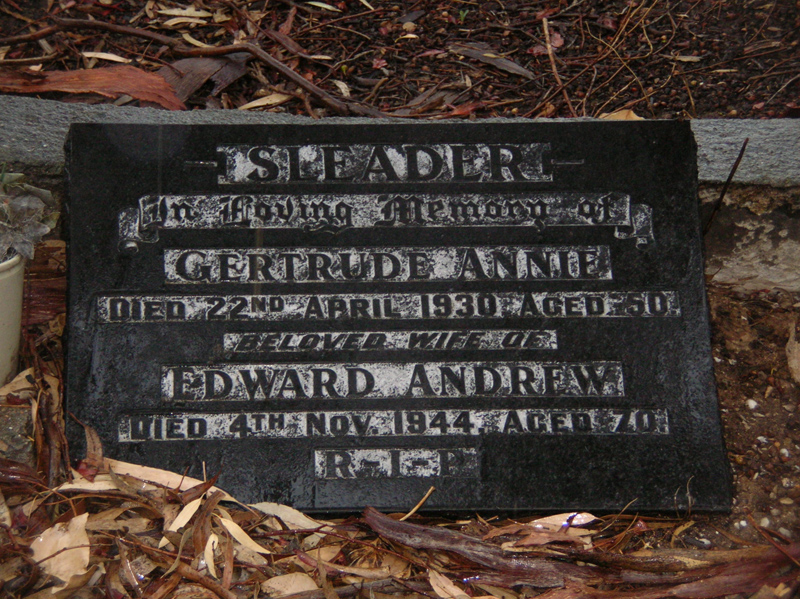 SLEADER
In Loving Memory of
GERTRUDE ANNIE
DIED 22ND APRIL 1930. AGED 50.
BELOVED WIFE OF
EDWARD ANDREW
DIED 4TH NOV. 1944. AGED 70.
R-I-P